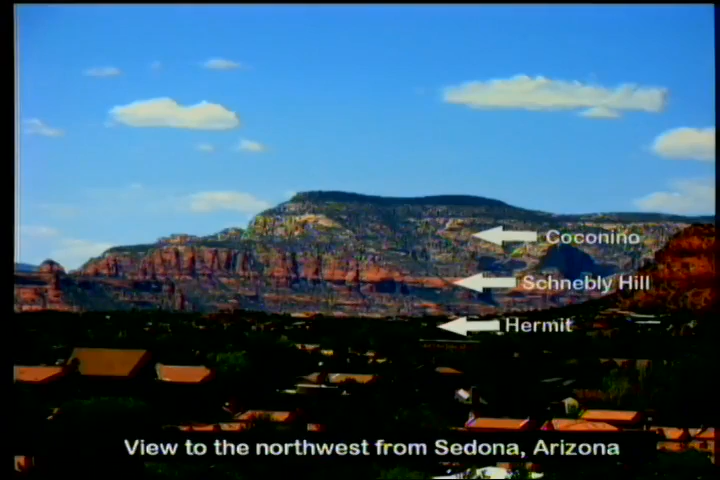 Coconino
Schnebly Hill
Hermit
View to the northwest from Sedona, Arizona